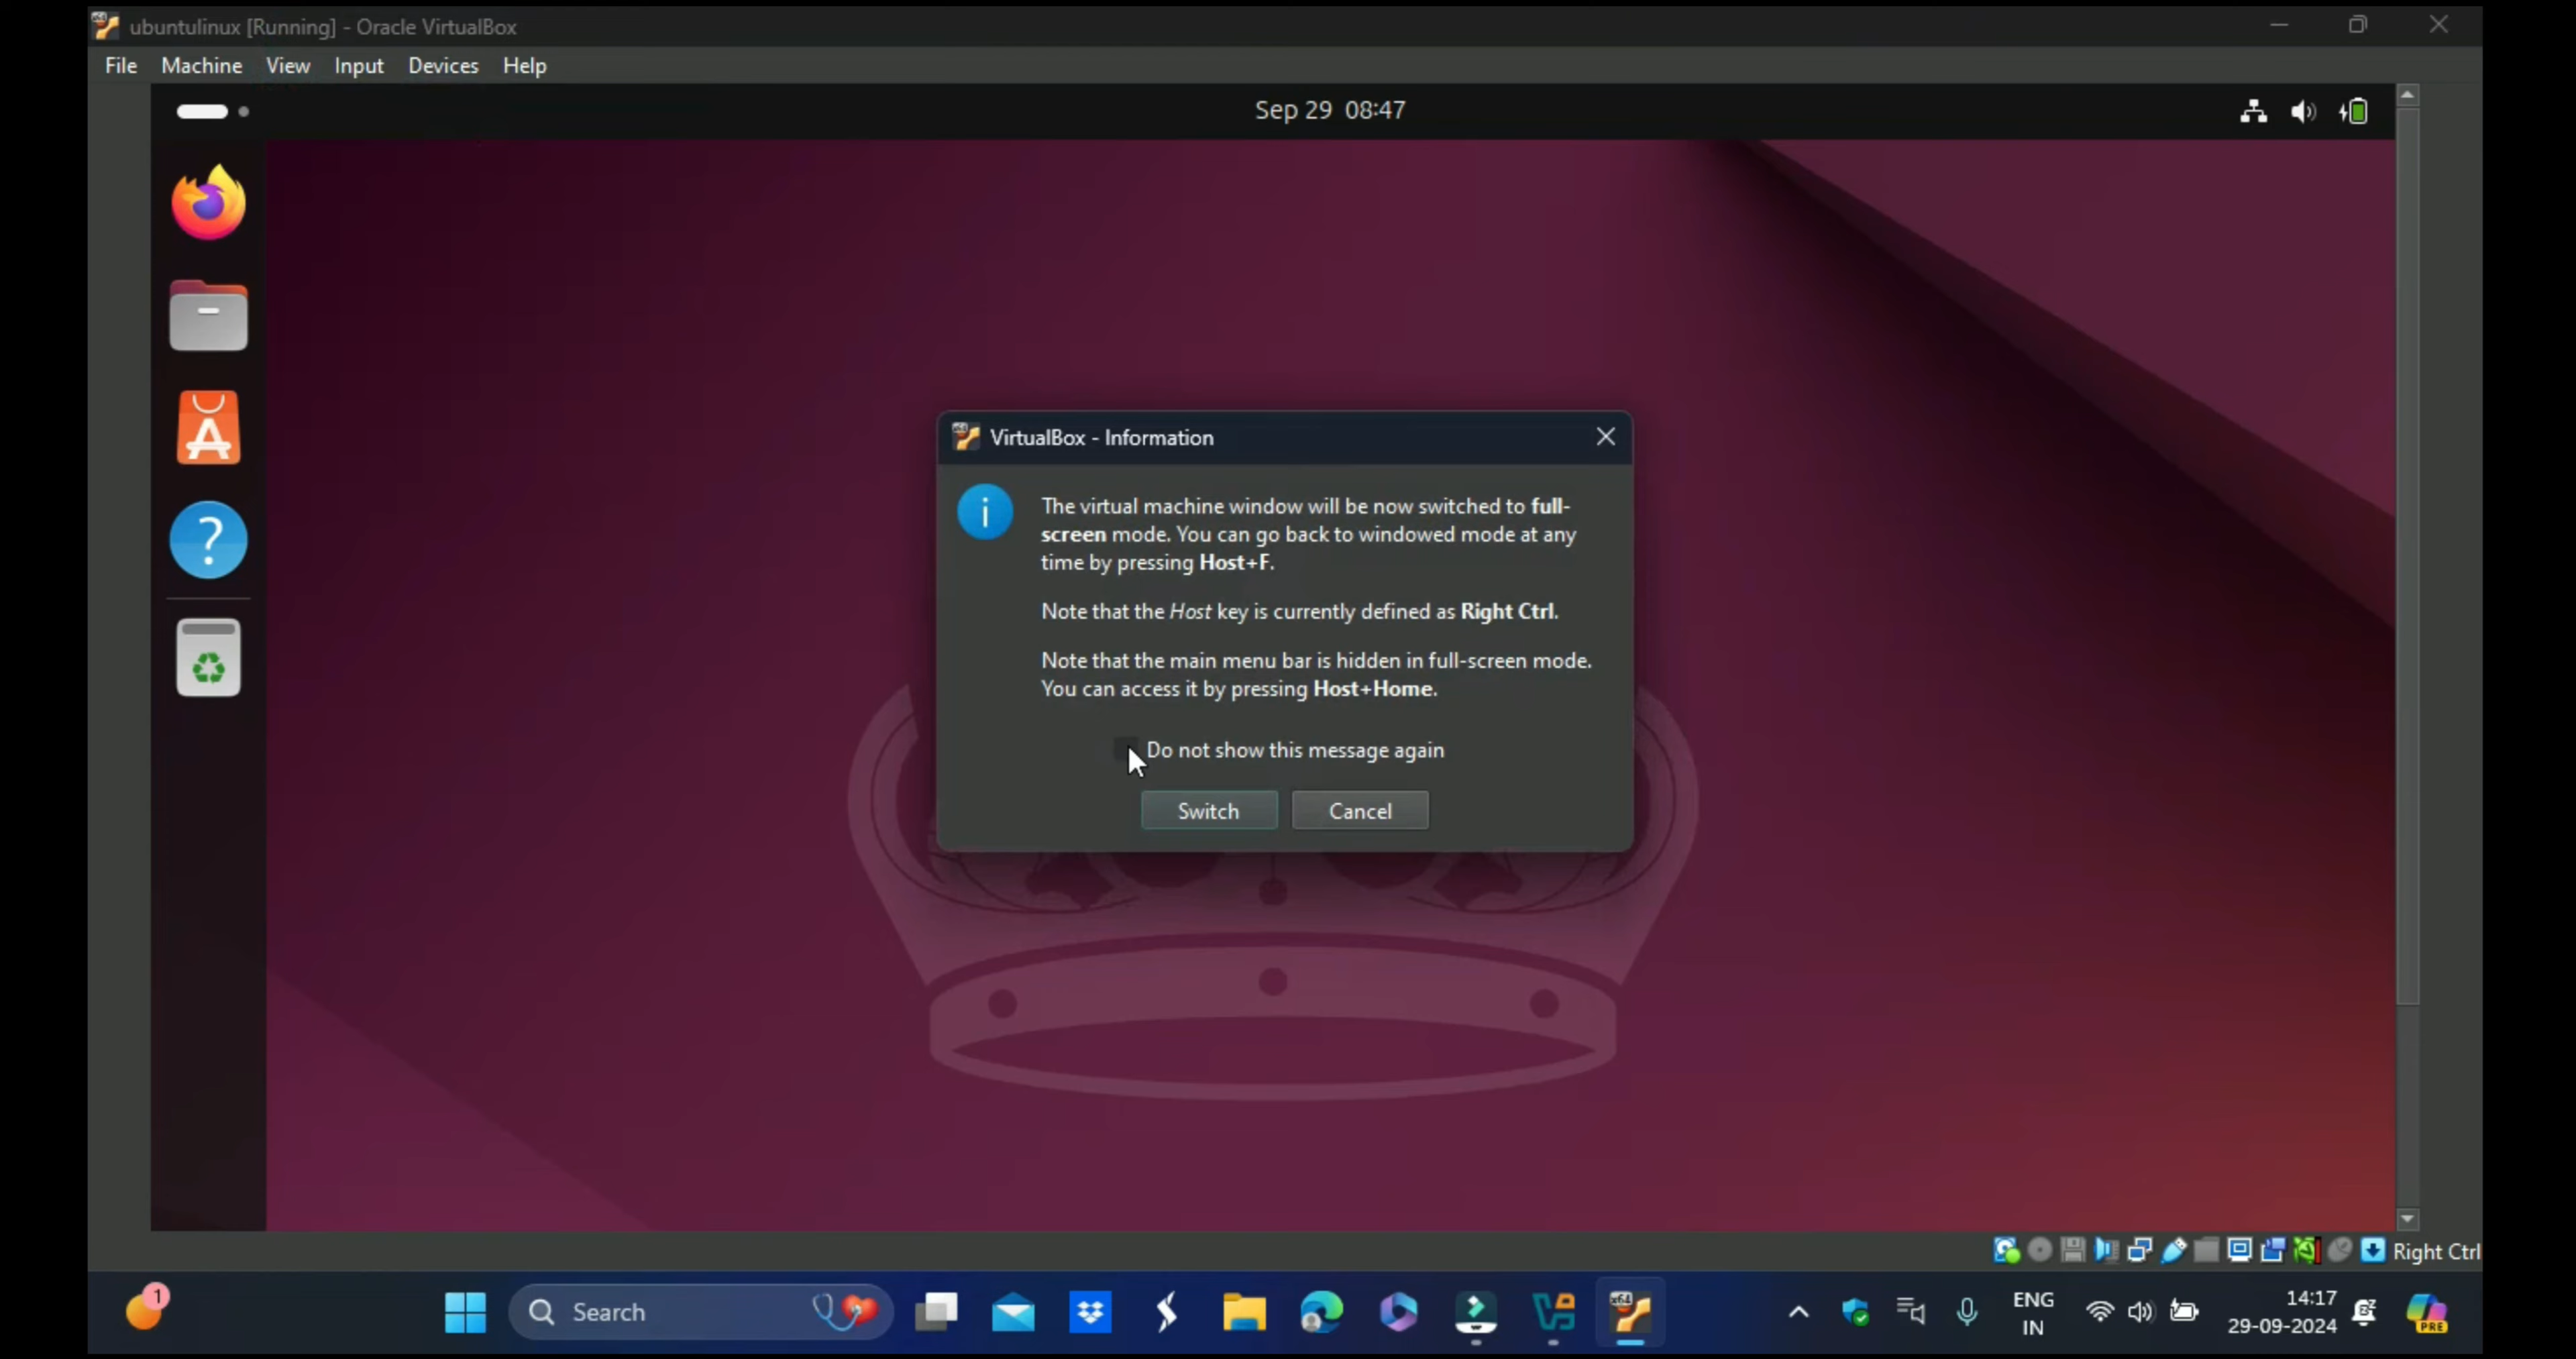 ubuntulinux [Running] - Oracle VirtualBox
File Machine View Input Devices Help
Sep 29 08:47
VirtualBox - Information
The virtual machine window will be now switched to full-
screen mode. You can go back to windowed mode at any
time by pressing Host+F.
Note that the Host key is currently defined as Right Ctrl.
Note that the main menu bar is hidden in full-screen mode.
You can access it by pressing Host+Home.
Do not show this message again
Switch Cancel
Right Ctrl
1
Search
x64
ENG
IN
14:17
29-09-2024
PRE